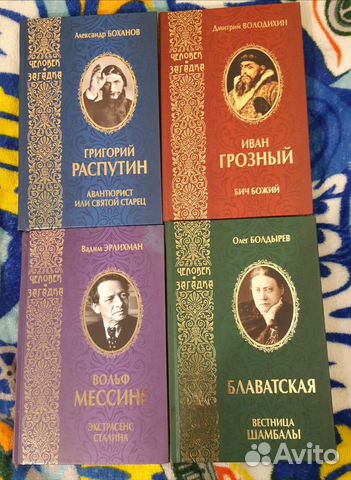 Александр БОХАНОВ
ЧЕЛОВЕК
ЗАГАДКА
ГРИГОРИЙ
РАСПУТИН
АВАНТЮРИСТ
ИЛИ СВЯТОЙ СТАРЕЦ
Дмитрий ВОЛОДИХИН
ЧЕЛОВЕК
ЗАГАДКА
ИВАН
ГРОЗНЫЙ
БИЧ БОЖИЙ
Вадим ЭРЛИХМАН
ЧЕЛОВЕК
ЗАГАДКА
ВОЛЬФ
МЕССИНГ
ЭКСТРАСЕНС
СТАЛИНА
Олег БОЛДЫРЕВ
ЧЕЛОВЕК
ЗАГАДКА
БЛАВАТСКАЯ
ВЕСТНИЦА
ШАМБАЛЫ
Avito